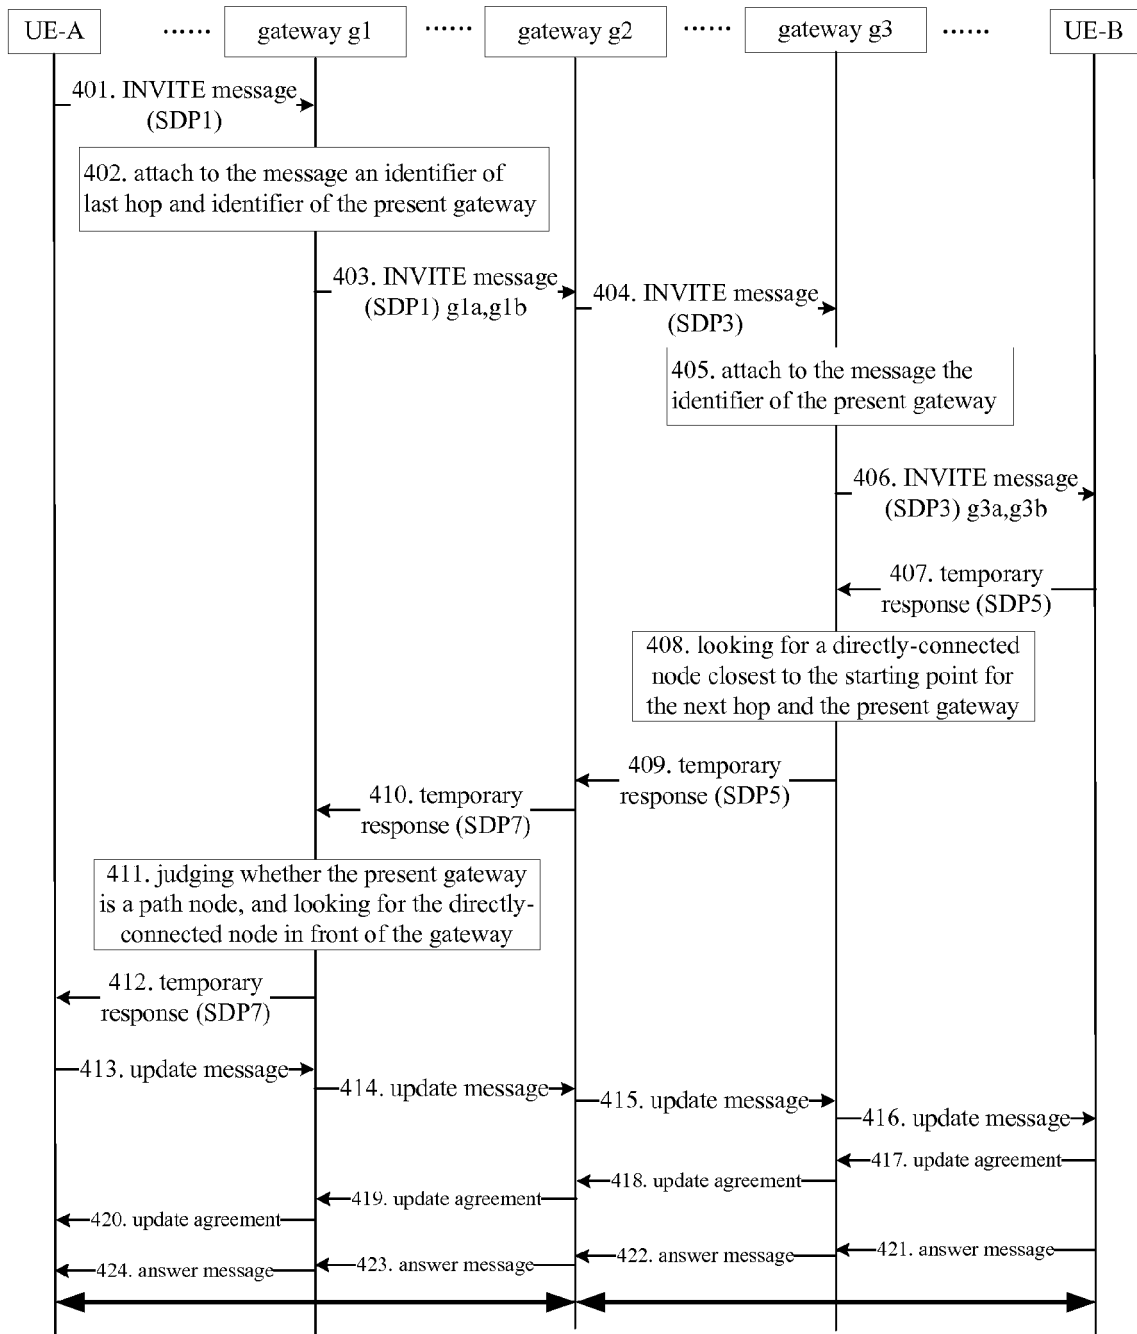 UE-A
......
gateway g1
......
gateway g2
......
gateway g3
......
UE-B
401. INVITE message
(SDP1)
402. attach to the message an identifier of
last hop and identifier of the present gateway
403. INVITE message
(SDP1) g1a,g1b
404. INVITE message
(SDP3)
405. attach to the message the
identifier of the present gateway
406. INVITE message
(SDP3) g3a,g3b
407. temporary
response (SDP5)
408. looking for a directly-connected
node closest to the starting point for
the next hop and the present gateway
409. temporary
response (SDP5)
410. temporary
response (SDP7)
411. judging whether the present gateway
is a path node, and looking for the directly-
connected node in front of the gateway
412. temporary
response (SDP7)
413. update message
414. update message
415. update message
416. update message
417. update agreement
418. update agreement
419. update agreement
420. update agreement
421. answer message
422. answer message
423. answer message
424. answer message